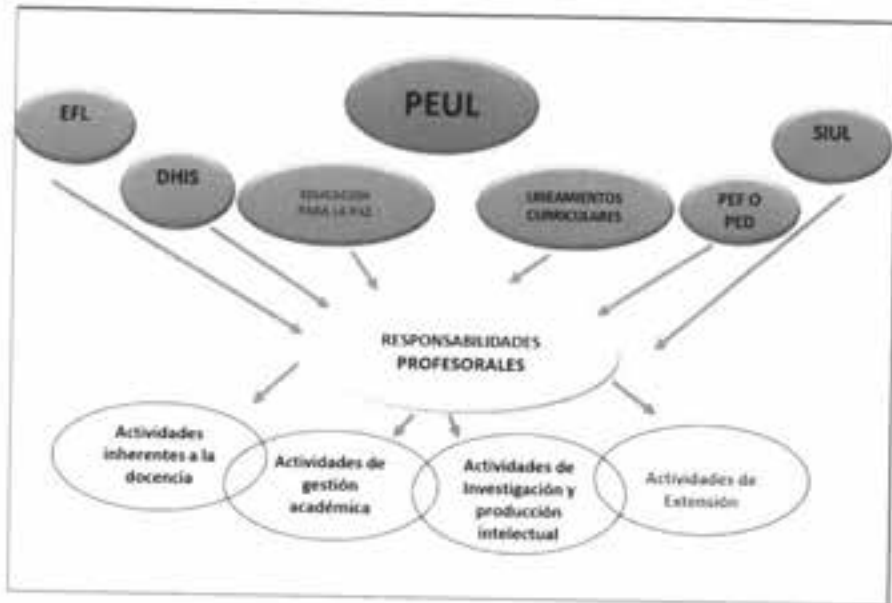 PEUL
EFL
SIUL
DHIS
EDUCACIÓN
PARA LA PAZ
LINEAMIENTOS
CURRICULARES
PEF O
PED
RESPONSABILIDADES
PROFESORALES
Actividades
inherentes a la
docencia
Actividades de
gestión
académica
Actividades de
Investigación y
producción
intelectual
Actividades de
Extensión